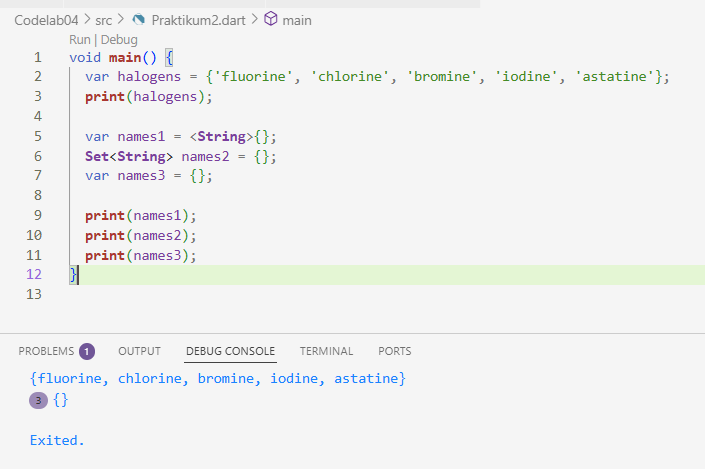 Codelab04 > src > Praktikum2.dart > main
Run | Debug
1 void main() {
2 var halogens = {'fluorine', 'chlorine', 'bromine', 'iodine', 'astatine'};
3 print(halogens);
4
5 var names1 = <String>{};
6 Set<String> names2 = {};
7 var names3 = {};
8
9 print(names1);
10 print(names2);
11 print(names3);
12 }
13
PROBLEMS 1 OUTPUT DEBUG CONSOLE TERMINAL PORTS
{fluorine, chlorine, bromine, iodine, astatine}
3 {}
Exited.